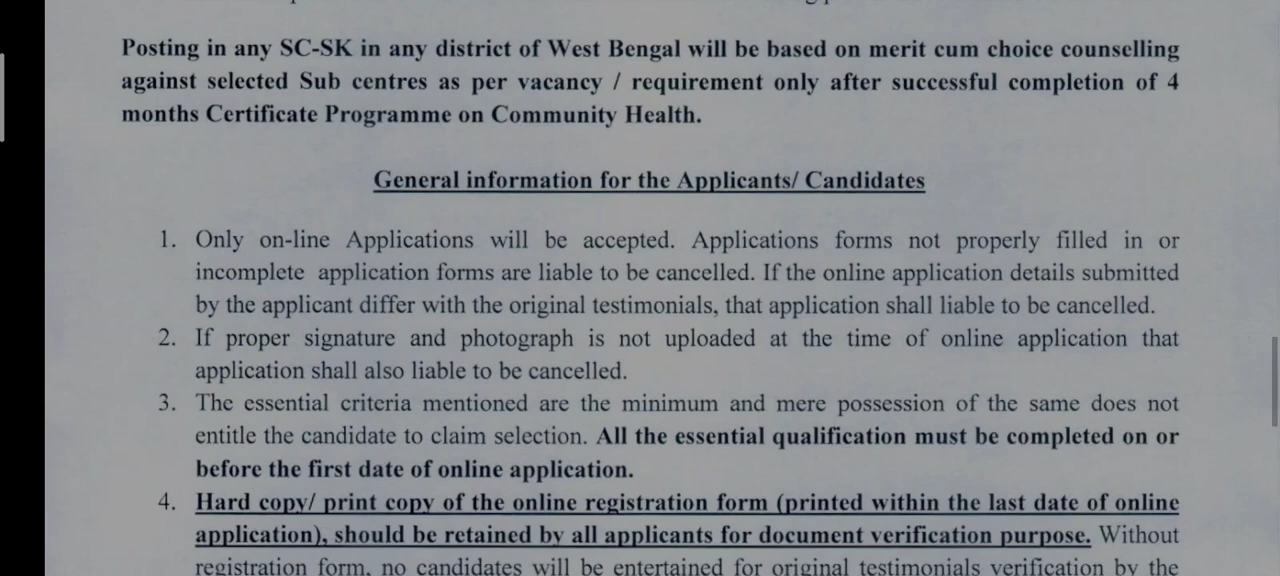 Posting in any SC-SK in any district of West Bengal will be based on merit cum choice counselling
against selected Sub centres as per vacancy / requirement only after successful completion of 4
months Certificate Programme on Community Health.
General information for the Applicants/ Candidates
1. Only on-line Applications will be accepted. Applications forms not properly filled in or
incomplete application forms are liable to be cancelled. If the online application details submitted
by the applicant differ with the original testimonials, that application shall liable to be cancelled.
2. If proper signature and photograph is not uploaded at the time of online application that
application shall also liable to be cancelled.
3. The essential criteria mentioned are the minimum and mere possession of the same does not
entitle the candidate to claim selection. All the essential qualification must be completed on or
before the first date of online application.
4. Hard copy/ print copy of the online registration form (printed within the last date of online
application), should be retained by all applicants for document verification purpose. Without
registration form, no candidates will be entertained for original testimonials verification by the